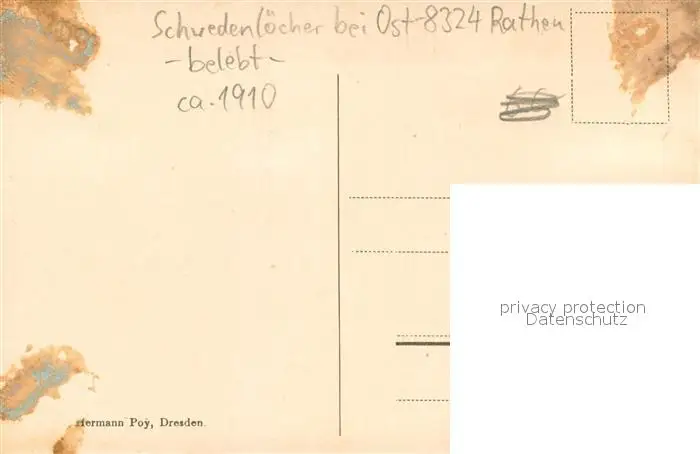 Schwedenlöcher bei Ost-8324 Rathen
- belebt -
ca. 1910
privacy protection
Datenschutz
Hermann Poy, Dresden.